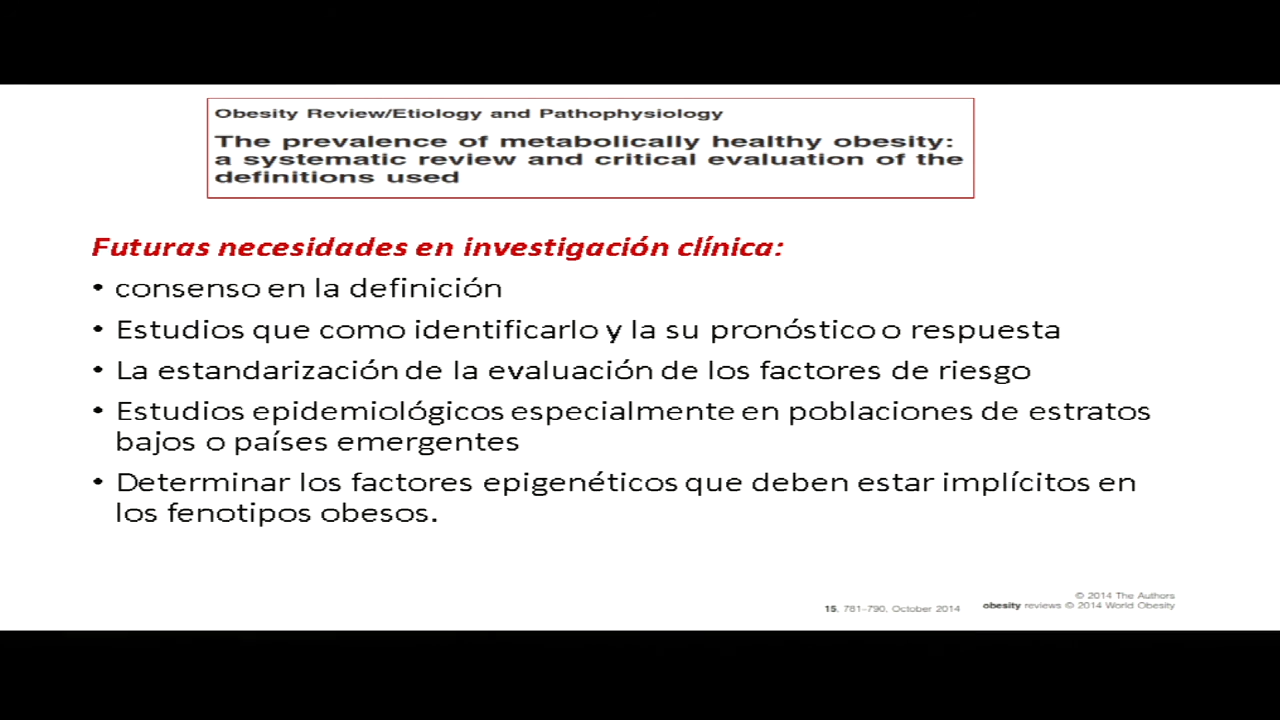 Obesity Review/Etiology and Pathophysiology
The prevalence of metabolically healthy obesity:
a systematic review and critical evaluation of the
definitions used
Futuras necesidades en investigación clínica:
• consenso en la definición
• Estudios que como identificarlo y la su pronóstico o respuesta
• La estandarización de la evaluación de los factores de riesgo
• Estudios epidemiológicos especialmente en poblaciones de estratos
bajos o países emergentes
• Determinar los factores epigenéticos que deben estar implícitos en
los fenotipos obesos.
© 2014 The Authors
15, 781–790, October 2014 obesity reviews © 2014 World Obesity